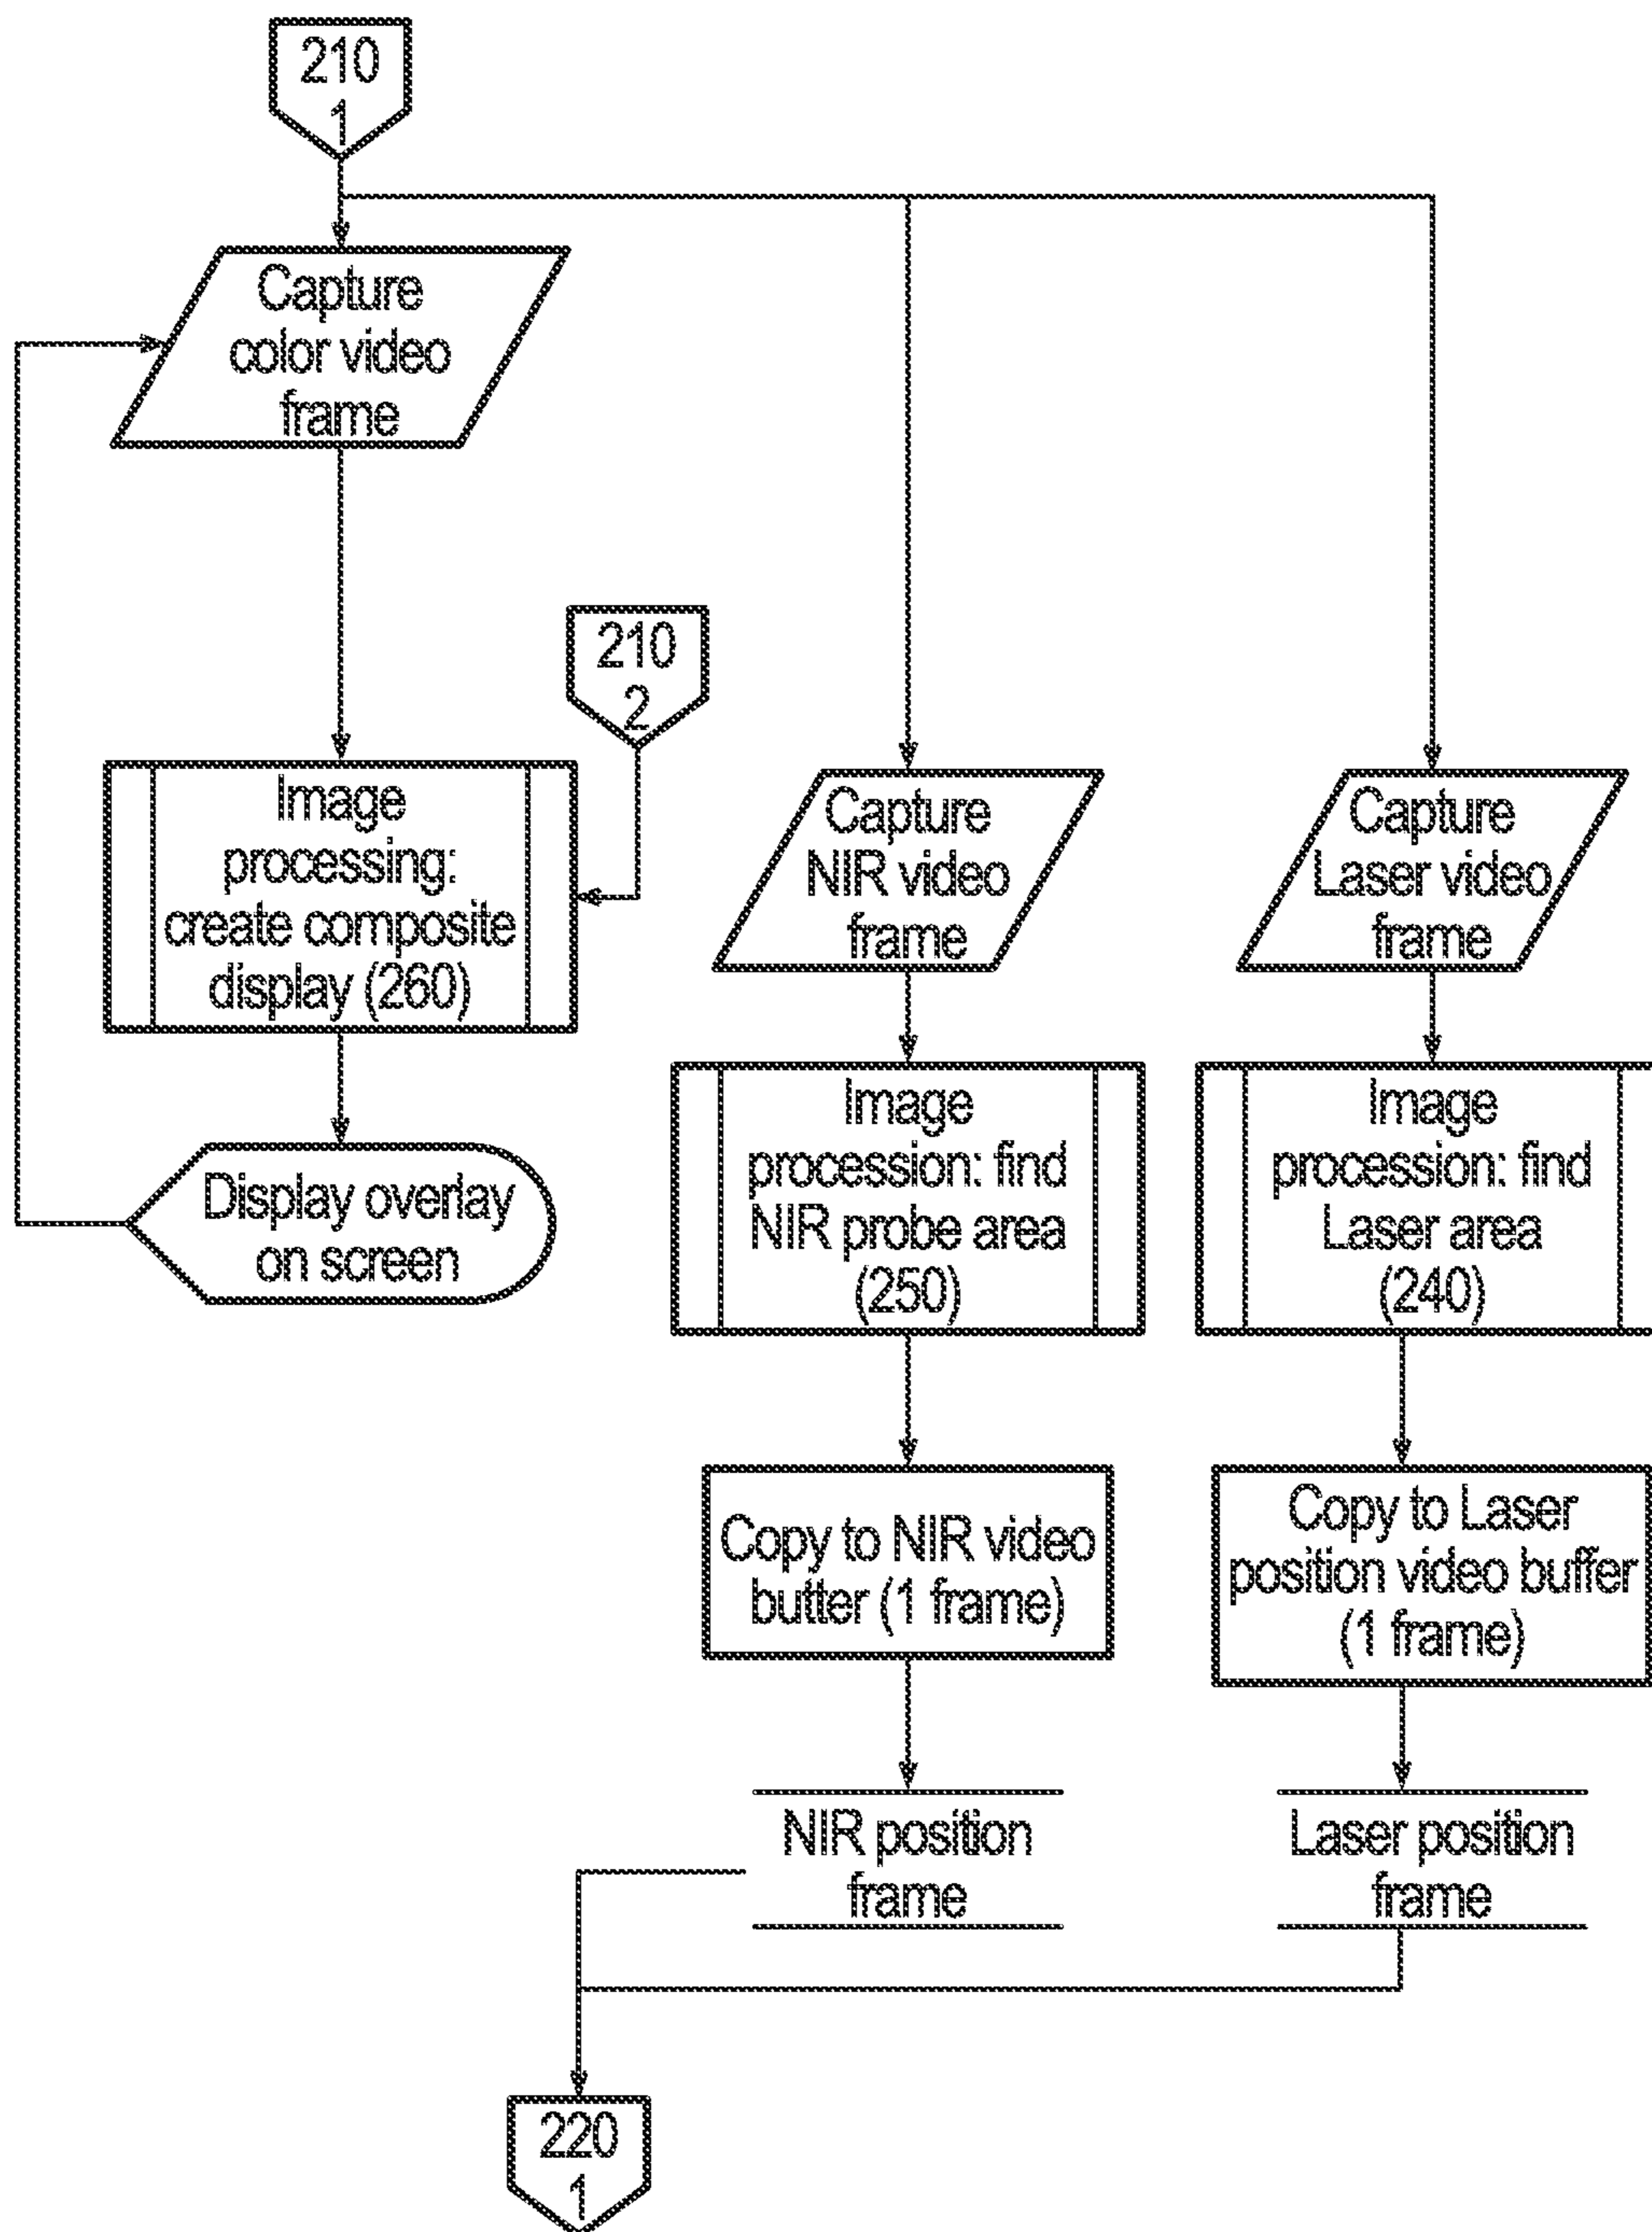 210
1
Capture
color video
frame
210
2
Image
processing:
create composite
display (260)
Display overlay
on screen
Capture
NIR video
frame
Image
procession: find
NIR probe area
(250)
Copy to NIR video
butter (1 frame)
NIR position
frame
Capture
Laser video
frame
Image
procession: find
Laser area
(240)
Copy to Laser
position video buffer
(1 frame)
Laser position
frame
220
1